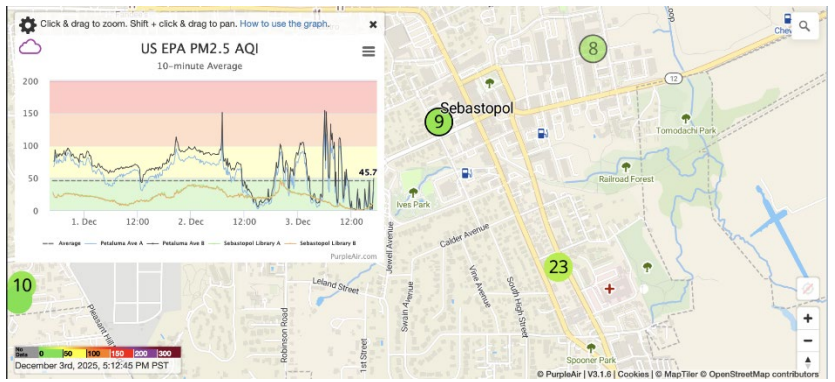 Click & drag to zoom. Shift + click & drag to pan. How to use the graph.
US EPA PM2.5 AQI
10-minute Average
200
150
100
50
0
45.7
1. Dec
12:00
2. Dec
12:00
3. Dec
12:00
Average
Petaluma Ave A
Petaluma Ave B
Sebastopol Library A
Sebastopol Library B
PurpleAir.com
8
Chev
12
Sebastopol
9
Tomodachi Park
Railroad Forest
Ives Park
Jewell Avenue
Calder Avenue
23
10
Leland Street
Vine Avenue
South High Street
Swain Avenue
Pleasant Hill
Robinson Road
1st Street
Spooner Park
No Data
0
50
100
150
200
300
December 3rd, 2025, 5:12:45 PM PST
© PurpleAir | V3.1.6 | Cookies | © MapTiler © OpenStreetMap contributors